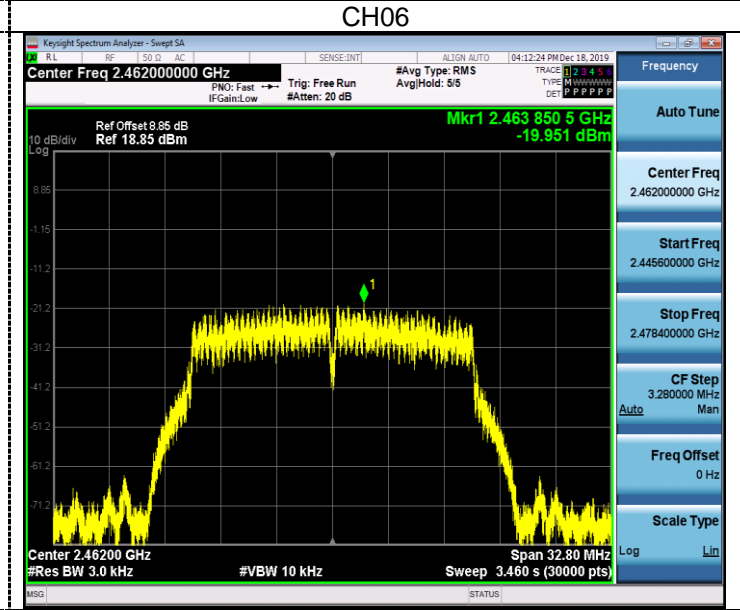 CH06
Keysight Spectrum Analyzer - Swept SA
RL RF 50 Ω AC SENSE:INT ALIGN AUTO 04:12:24 PM Dec 18, 2019
Center Freq 2.462000000 GHz
#Avg Type: RMS
TRACE 1 2 3 4 5 6
PNO: Fast
Trig: Free Run
Avg|Hold: 5/5
TYPE M W W W W W
IFGain:Low
#Atten: 20 dB
DET P P P P P P
Ref Offset 8.85 dB
Mkr1 2.463 850 5 GHz
10 dB/div
Ref 18.85 dBm
-19.951 dBm
Log
8.85
-1.15
-11.2
1
-21.2
-31.2
-41.2
-51.2
-61.2
-71.2
Center 2.46200 GHz
Span 32.80 MHz
#Res BW 3.0 kHz
#VBW 10 kHz
Sweep 3.460 s (30000 pts)
MSG
STATUS
Frequency
Auto Tune
Center Freq
2.462000000 GHz
Start Freq
2.445600000 GHz
Stop Freq
2.478400000 GHz
CF Step
3.280000 MHz
Auto Man
Freq Offset
0 Hz
Scale Type
Log Lin